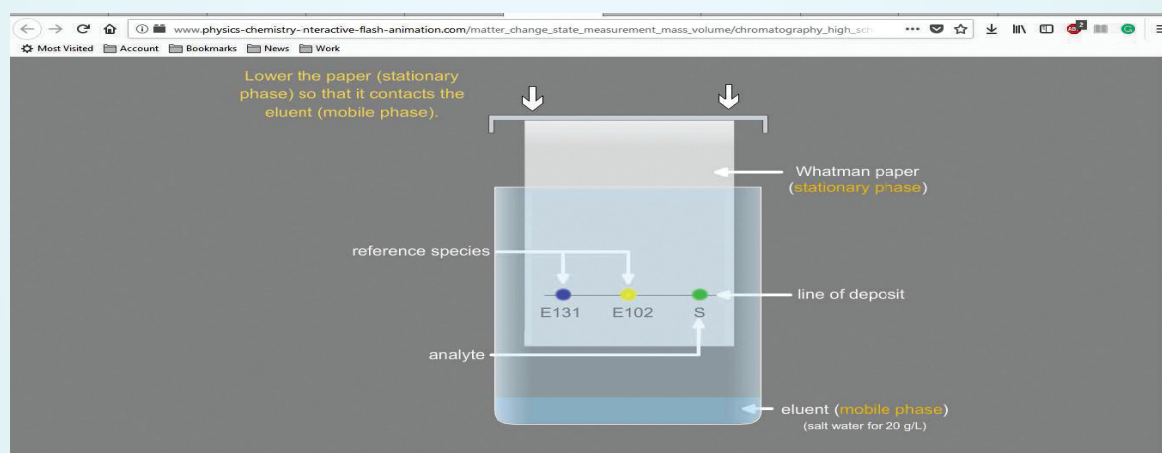 www.physics-chemistry-nteractive-flash-animation.com/matter_change_state_measurement_mass_volume/chromatography_high_sch
Most Visited Account Bookmarks News Work
Lower the paper (stationary
phase) so that it contacts the
eluent (mobile phase).
Whatman paper
(stationary phase)
reference species
line of deposit
E131 E102 S
analyte
eluent (mobile phase)
(salt water for 20 g/L)